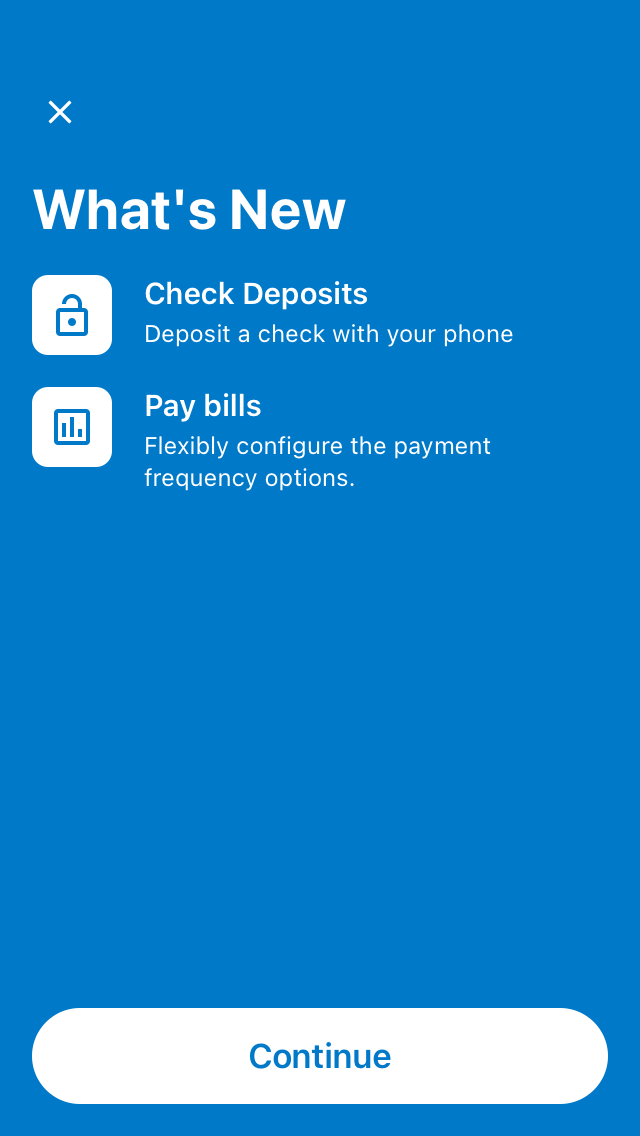 What's New
Check Deposits
Deposit a check with your phone
Pay bills
Flexibly configure the payment
frequency options.
Continue